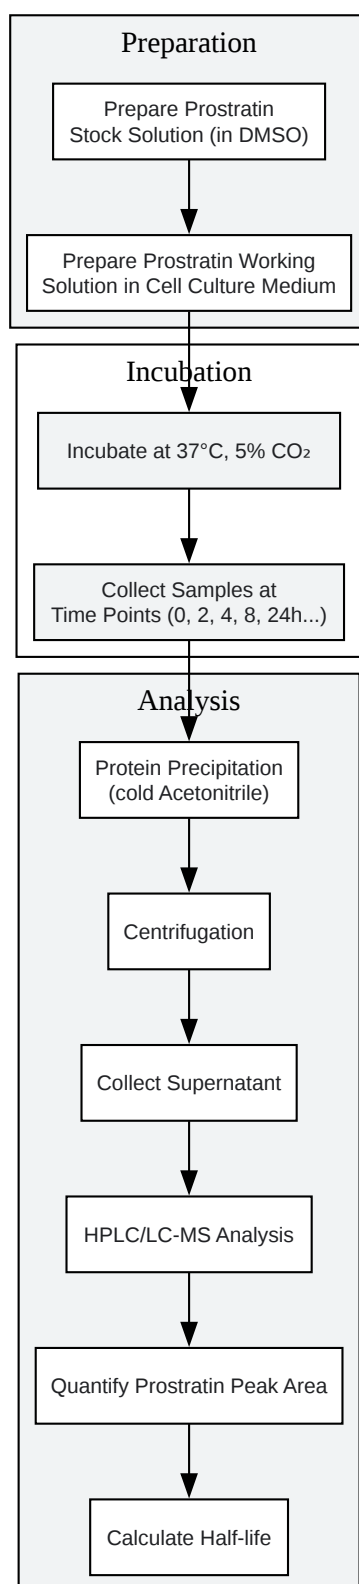 Preparation
Prepare Prostratin
Stock Solution (in DMSO)
Prepare Prostratin Working
Solution in Cell Culture Medium
Incubation
Incubate at 37°C, 5% CO₂
Collect Samples at
Time Points (0, 2, 4, 8, 24h...)
Analysis
Protein Precipitation
(cold Acetonitrile)
Centrifugation
Collect Supernatant
HPLC/LC-MS Analysis
Quantify Prostratin Peak Area
Calculate Half-life